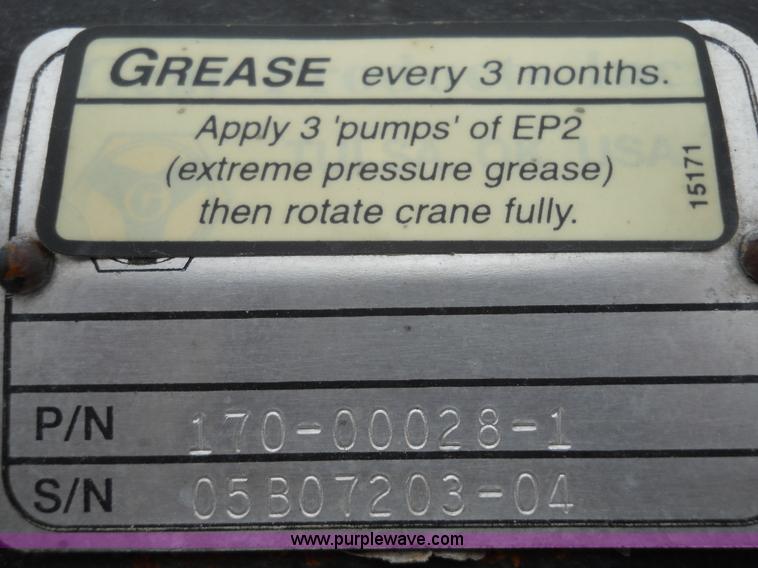 GREASE every 3 months.
Apply 3 'pumps' of EP2
(extreme pressure grease)
then rotate crane fully.
15171
P/N 170-00028-1
S/N 05B07203-04
www.purplewave.com